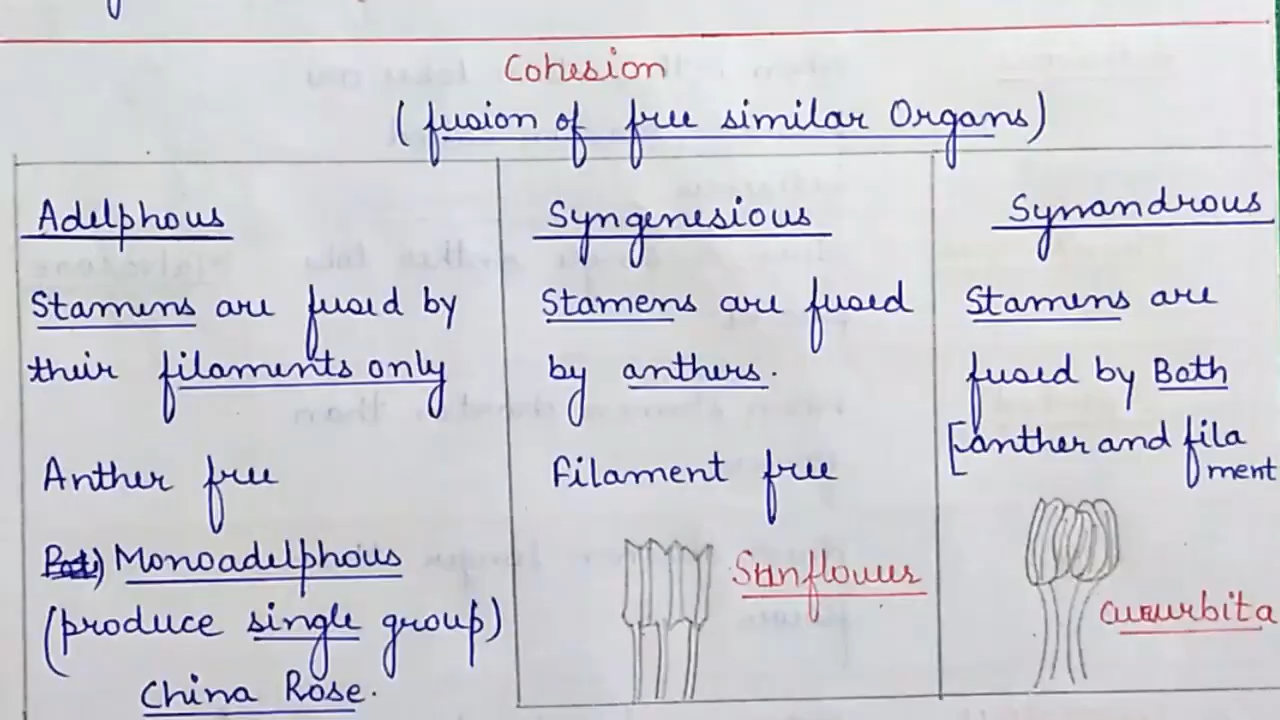 Cohesion
(fusion of free similar Organs)
Adelphous
Stamens are fused by
their filaments only
Anther free
Monoadelphous
(produce single group)
China Rose.
Syngenesious
Stamens are fused
by anthers.
Filament free
Sunflower
Synandrous
Stamens are
fused by Both
[anther and fila
ment
Cucurbita